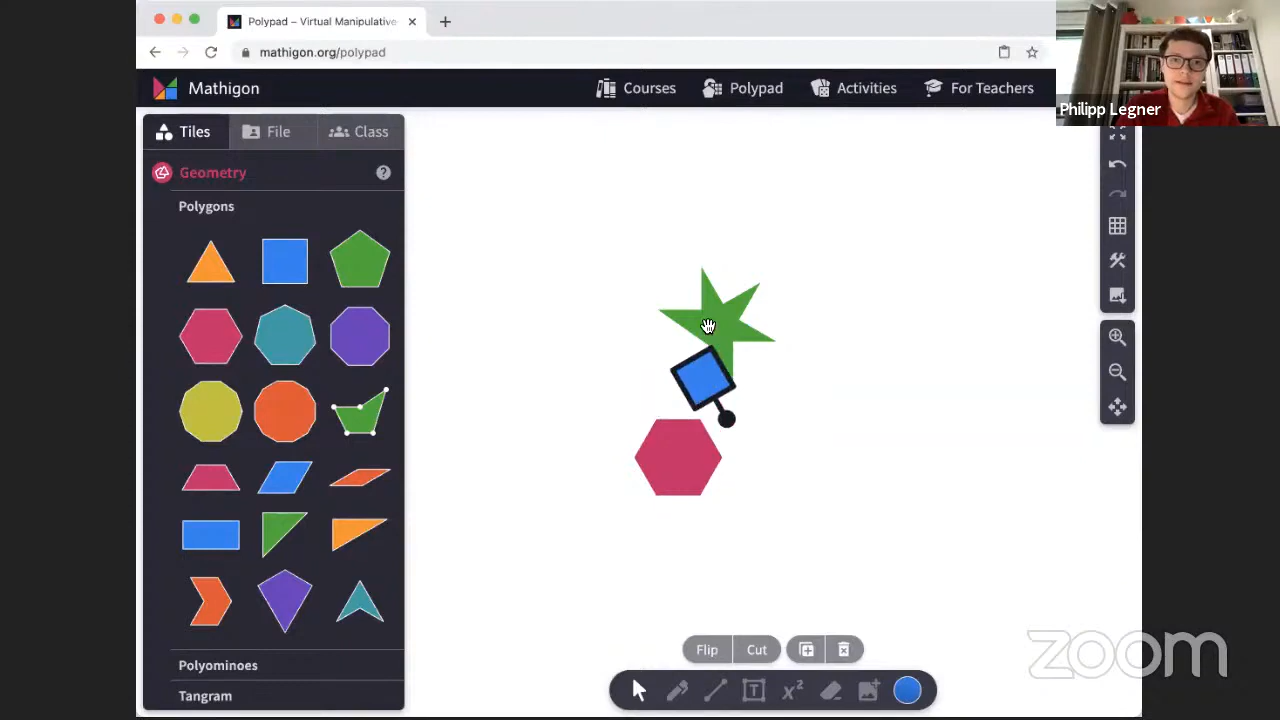 Polypad – Virtual Manipulative
mathigon.org/polypad
Mathigon
Courses
Polypad
Activities
For Teachers
Philipp Legner
Tiles
File
Class
Geometry
?
Polygons
Polyominoes
Tangram
Flip
Cut
T
x²
zoom